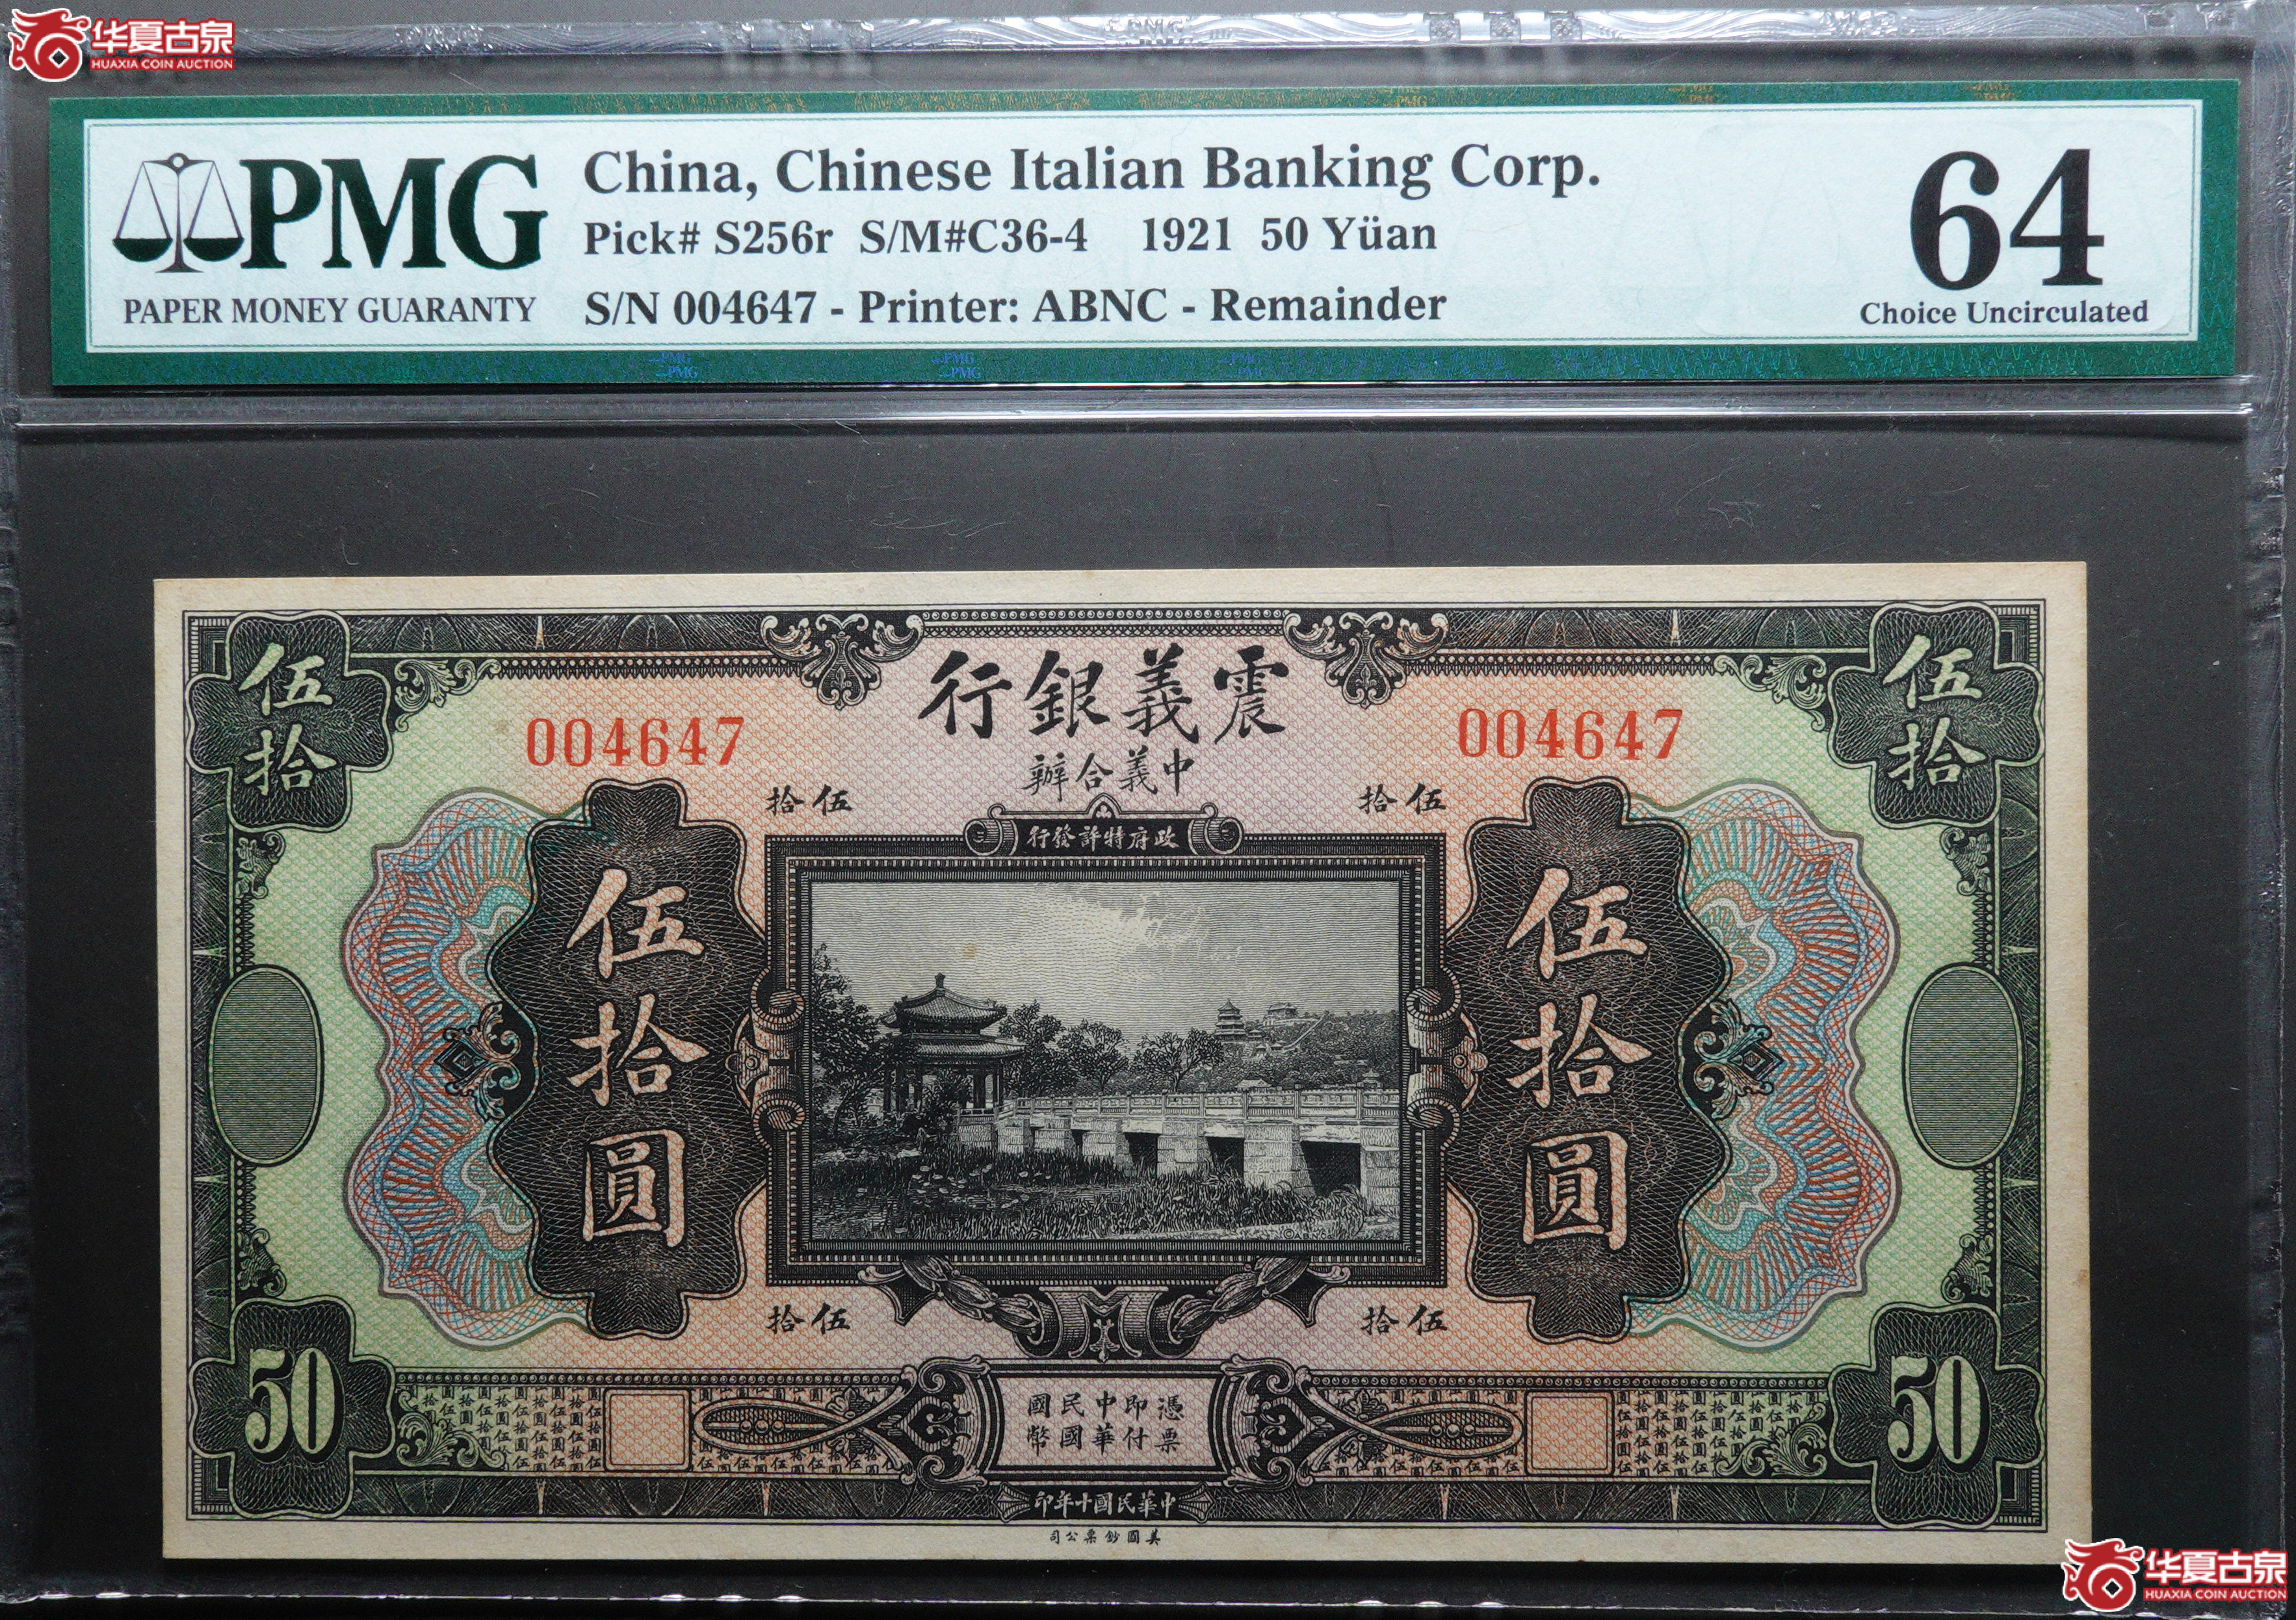 华夏古泉
HUAXIA COIN AUCTION
PMG
PAPER MONEY GUARANTY
China, Chinese Italian Banking Corp.
Pick# S256r S/M#C36-4 1921 50 Yüan
S/N 004647 - Printer: ABNC - Remainder
64
Choice Uncirculated
伍拾
行銀義震
伍拾
004647
004647
辦合義中
拾伍
拾伍
行發許特府政
伍拾圓
伍拾圓
拾伍
拾伍
50
國民中即憑
幣國華付票
50
印年十國民華中
司公票鈔國美
华夏古泉
HUAXIA COIN AUCTION